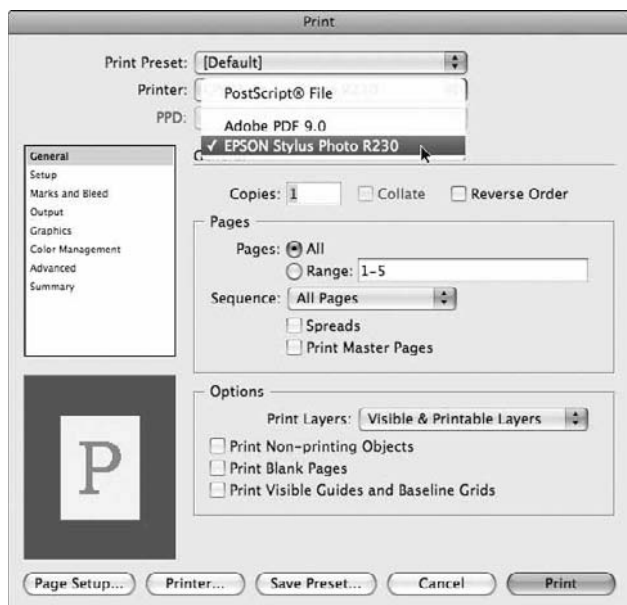 Print
Print Preset: [Default]
Printer:
PostScript® File
PPD:
Adobe PDF 9.0
✓ EPSON Stylus Photo R230
General
Setup
Marks and Bleed
Output
Graphics
Color Management
Advanced
Summary
Copies: 1 Collate Reverse Order
Pages
Pages: All
Range: 1-5
Sequence: All Pages
Spreads
Print Master Pages
Options
Print Layers: Visible & Printable Layers
Print Non-printing Objects
Print Blank Pages
Print Visible Guides and Baseline Grids
P
Page Setup... Printer... Save Preset... Cancel Print